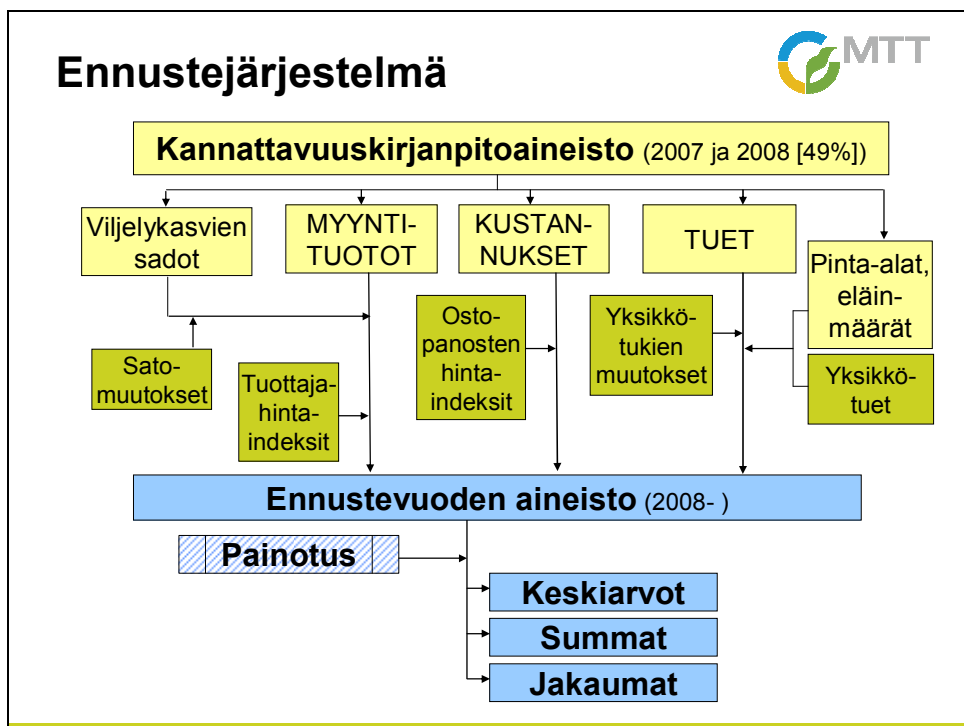 Ennustejärjestelmä
MTT
Kannattavuuskirjanpitoaineisto (2007 ja 2008 [49%])
Viljelykasvien
sadot
MYYNTI-
TUOTOT
KUSTAN-
NUKSET
TUET
Pinta-alat,
eläin-
määrät
Sato-
muutokset
Tuottaja-
hinta-
indeksit
Osto-
panosten
hinta-
indeksit
Yksikkö-
tukien
muutokset
Yksikkö-
tuet
Ennustevuoden aineisto (2008- )
Painotus
Keskiarvot
Summat
Jakaumat